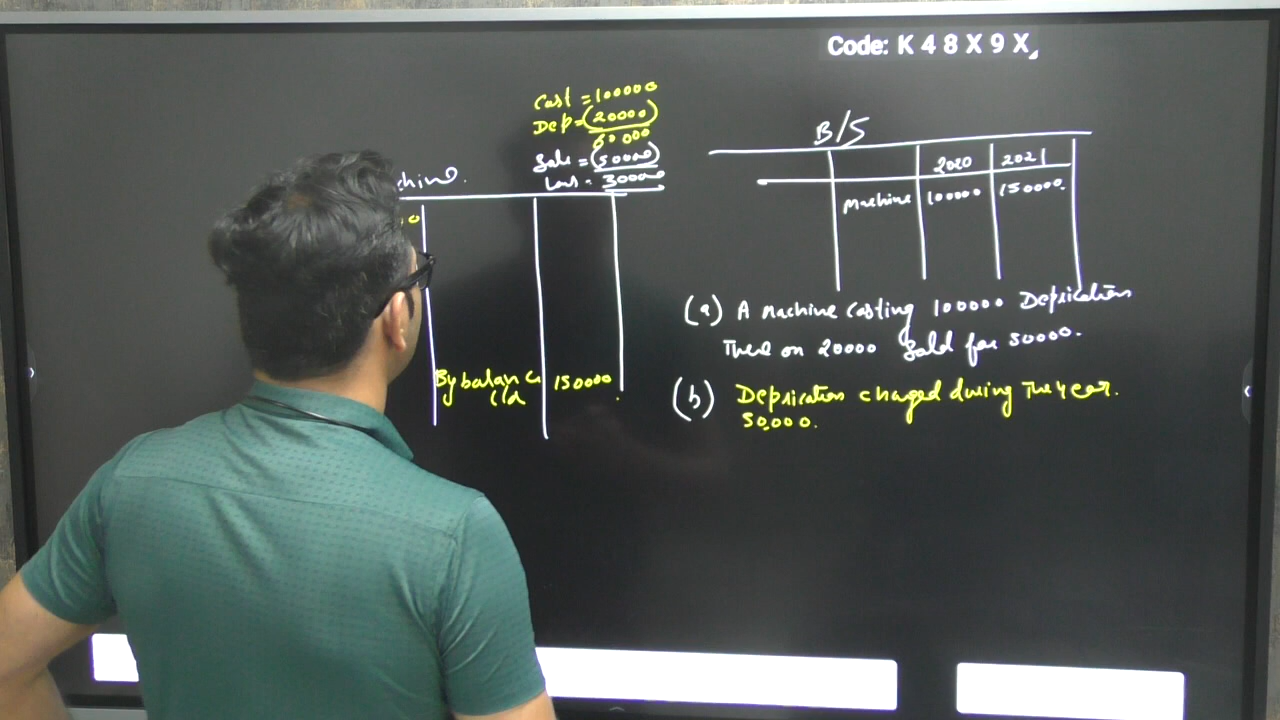 Code: K 4 8 X 9 X
Cost = 100000
Dep = (20000)
80000
Sale = (50000)
Loss = 30000
B/S
2020 2021
Machine 100000 150000
By balance c/d 150000
(a) A Machine Costing 100000 Depriciation
There on 20000 Sold for 50000.
(b) Depriciation charged during The year.
50,000.